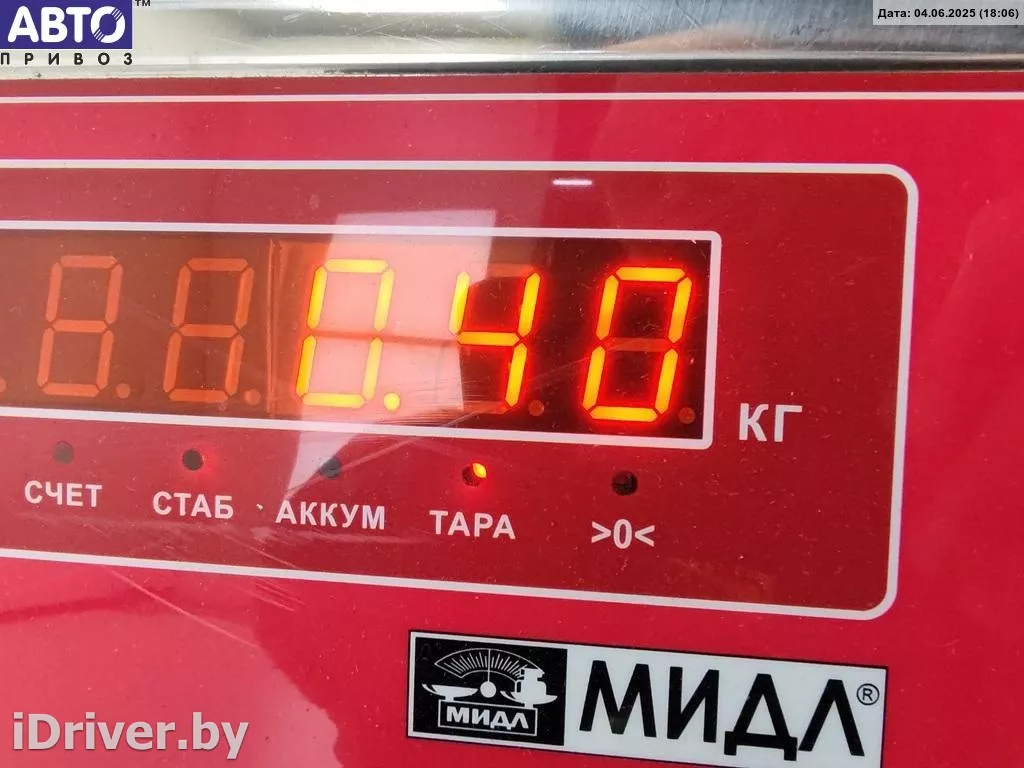 АВТО™
ПРИВОЗ
Дата: 04.06.2025 (18:06)
0.40
КГ
СЧЕТ СТАБ АККУМ ТАРА >0<
МИДЛ
МИДЛ®
iDriver.by